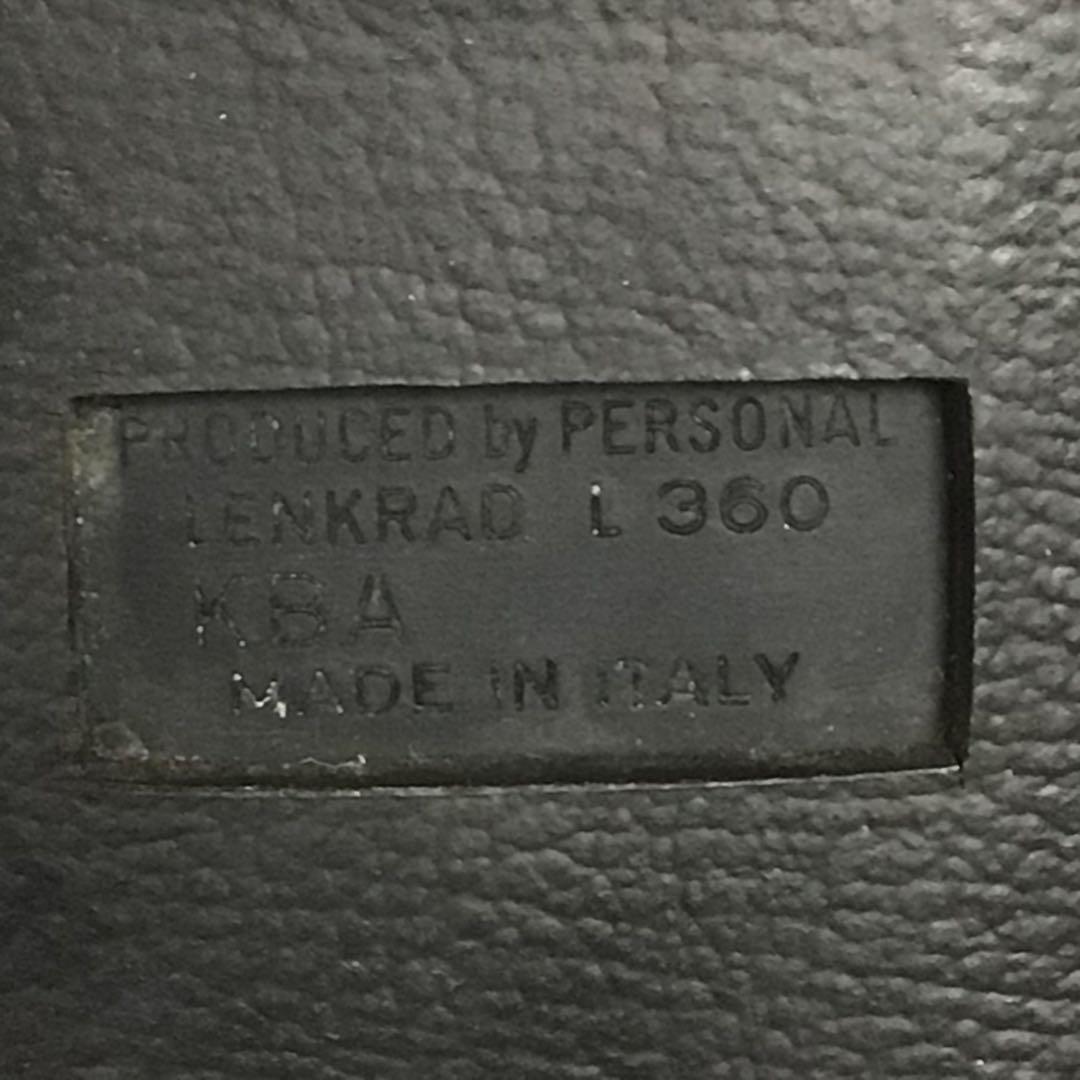 PRODUCED by PERSONAL
LENKRAD L 360
KBA
MADE IN ITALY